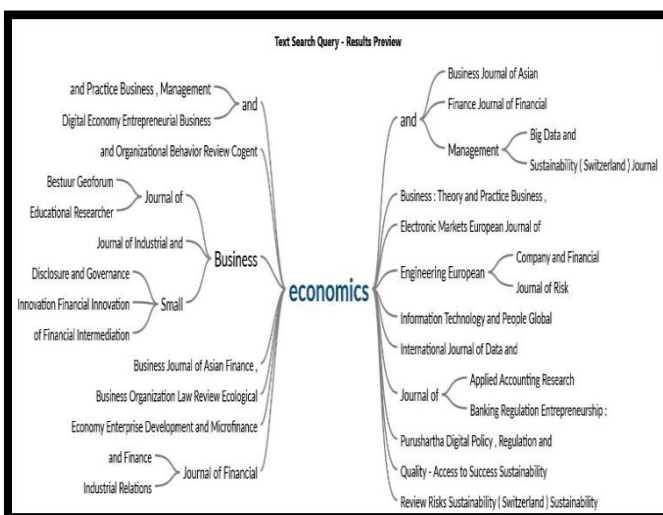 Text Search Query - Results Preview
and Practice Business , Management
Digital Economy Entrepreneurial Business
and
and Organizational Behavior Review Cogent
Bestuur Geoforum
Educational Researcher
Journal of
Journal of Industrial and
Business
Disclosure and Governance
Innovation Financial Innovation
of Financial Intermediation
Small
Business Journal of Asian Finance ,
Business Organization Law Review Ecological
Economy Enterprise Development and Microfinance
and Finance
Industrial Relations
Journal of Financial
economics
and
Business Journal of Asian
Finance Journal of Financial
Management
Big Data and
Sustainability ( Switzerland ) Journal
Business : Theory and Practice Business ,
Electronic Markets European Journal of
Engineering European
Company and Financial
Journal of Risk
Information Technology and People Global
International Journal of Data and
Journal of
Applied Accounting Research
Banking Regulation Entrepreneurship :
Purushartha Digital Policy , Regulation and
Quality - Access to Success Sustainability
Review Risks Sustainability ( Switzerland ) Sustainability